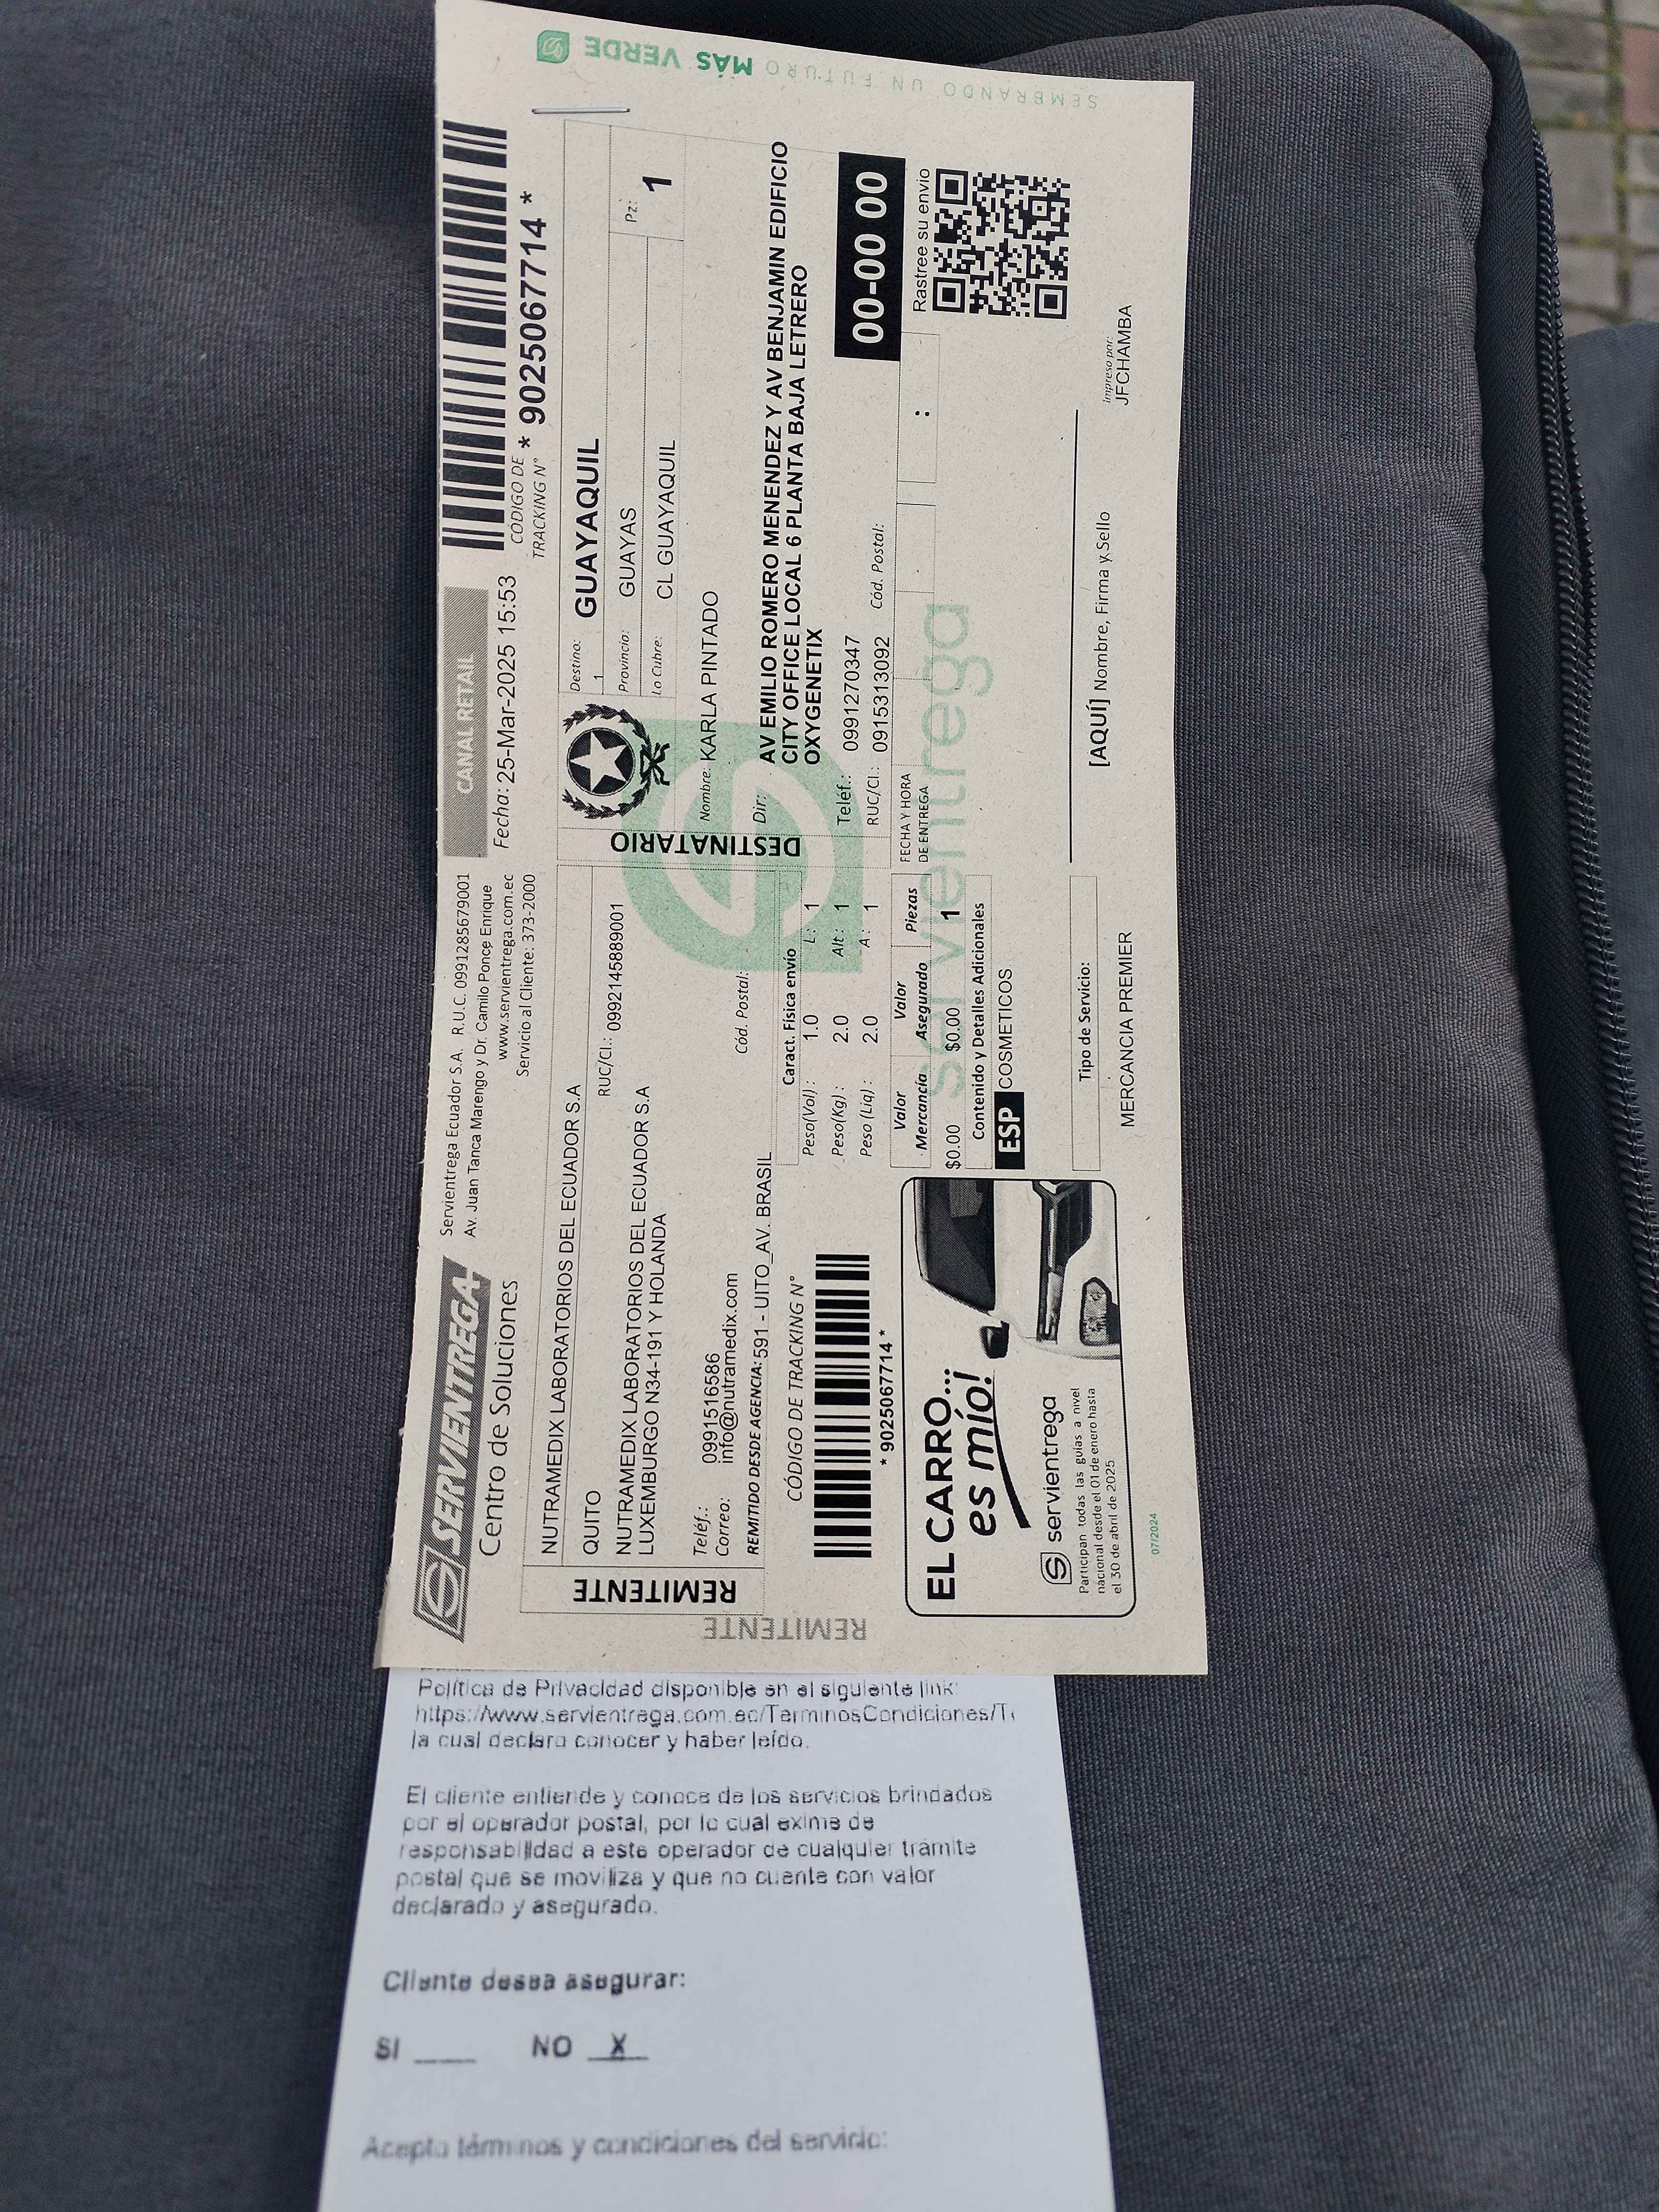 SERVIENTREGA
Centro de Soluciones
Servientrega Ecuador S.A. R.U.C. 0991285679001
Av. Juan Tanca Marengo y Dr. Camilo Ponce Enrique
www.servientrega.com.ec
Servicio al Cliente: 373-2000
CANAL RETAIL
Fecha: 25-Mar-2025 15:53
CÓDIGO DE
TRACKING N° * 9025067714 *
REMITENTE
REMITENTE
NUTRAMEDIX LABORATORIOS DEL ECUADOR S.A
QUITO RUC/CI.: 0992145889001
NUTRAMEDIX LABORATORIOS DEL ECUADOR S.A
LUXEMBURGO N34-191 Y HOLANDA
Teléf.: 0991516586
Correo: info@nutramedix.com Cód. Postal:
REMITIDO DESDE AGENCIA: 591 - UITO_AV. BRASIL
CÓDIGO DE TRACKING N°
* 9025067714 *
Caract. Física envío
Peso(Vol): 1.0 L: 1
Peso(Kg): 2.0 Alt: 1
Peso (Liq): 2.0 A: 1
Valor Mercancía Valor Asegurado Piezas
$0.00 $0.00 1
Contenido y Detalles Adicionales
ESP COSMETICOS
Tipo de Servicio:
MERCANCIA PREMIER
EL CARRO...
es mío!
servientrega
Participan todas las guías a nivel
nacional desde el 01 de enero hasta
el 30 de abril de 2025
07/2024
DESTINATARIO
Destino: GUAYAQUIL
1
Provincia: GUAYAS
Pz: 1
Lo Cubre: CL GUAYAQUIL
Nombre: KARLA PINTADO
Dir: AV EMILIO ROMERO MENENDEZ Y AV BENJAMIN EDIFICIO
CITY OFFICE LOCAL 6 PLANTA BAJA LETRERO
OXYGENETIX
Teléf.: 0991270347
RUC/CI.: 0915313092 Cód. Postal:
00-00 00
FECHA Y HORA
DE ENTREGA :
Rastree su envio
servientrega
[AQUÍ] Nombre, Firma y Sello
Impreso por:
JFCHAMBA
SEMBRANDO UN FUTURO MÁS VERDE
Política de Privacidad disponible en el siguiente link:
https://www.servientrega.com.ec/TerminosCondiciones/T
la cual declaro conocer y haber leído.
El cliente entiende y conoce de los servicios brindados
por el operador postal, por lo cual exime de
responsabilidad a este operador de cualquier trámite
postal que se moviliza y que no cuente con valor
declarado y asegurado.
Cliente desea asegurar:
SI ____ NO X
Acepto términos y condiciones del servicio: